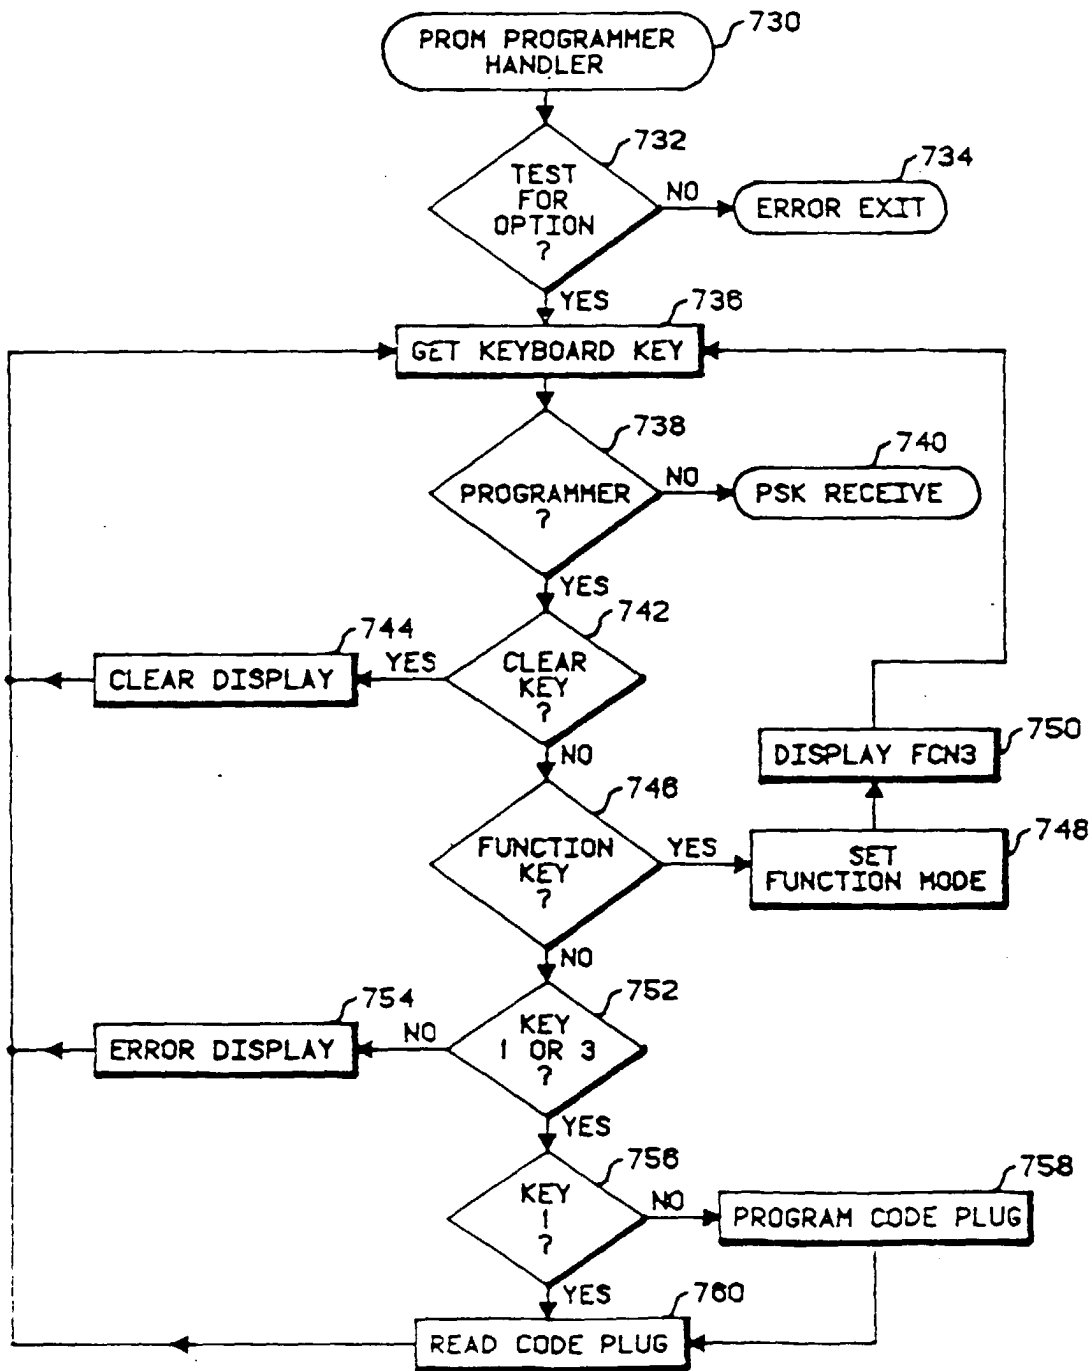 730
PROM PROGRAMMER
HANDLER
732
TEST
FOR
OPTION
?
NO
734
ERROR EXIT
YES
736
GET KEYBOARD KEY
738
PROGRAMMER
?
NO
740
PSK RECEIVE
YES
742
CLEAR
KEY
?
YES
744
CLEAR DISPLAY
NO
750
DISPLAY FCN3
746
FUNCTION
KEY
?
YES
748
SET
FUNCTION MODE
NO
752
KEY
1 OR 3
?
NO
754
ERROR DISPLAY
YES
756
KEY
1
?
NO
758
PROGRAM CODE PLUG
YES
760
READ CODE PLUG